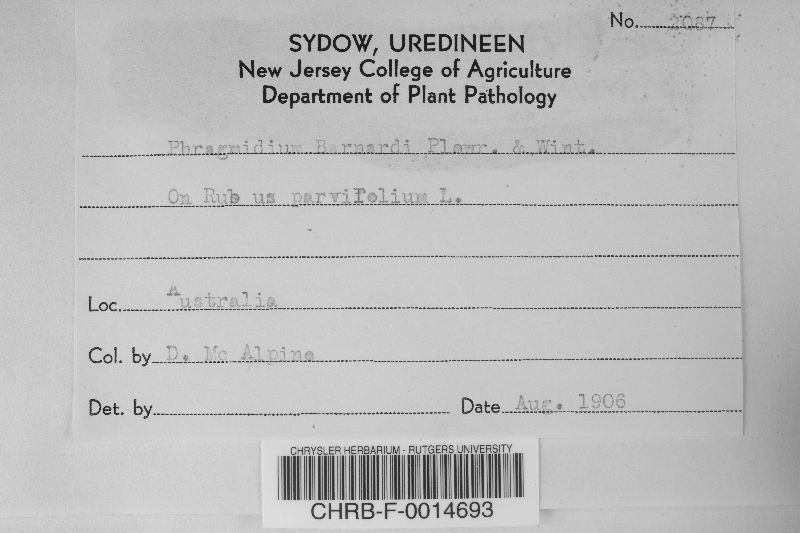 No. 2087
SYDOW, UREDINEEN
New Jersey College of Agriculture
Department of Plant Pathology
Phragmidium Barnardi Plowr. & Wint.
On Rub us parvifolium L.
Loc. Australia
Col. by D. Mc Alpine
Det. by
Date Aug. 1906
CHRYSLER HERBARIUM - RUTGERS UNIVERSITY
CHRB-F-0014693